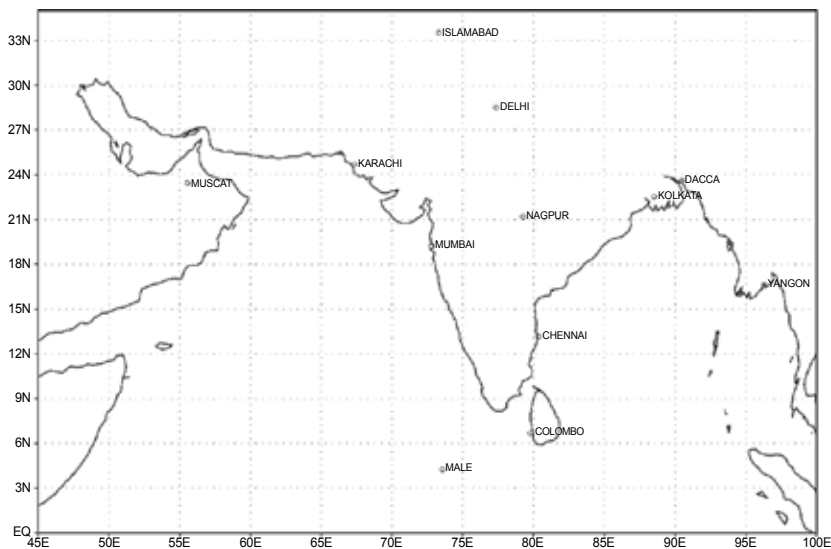 ISLAMABAD
33N
30N
DELHI
27N
KARACHI
24N
MUSCAT
DACCA
KOLKATA
21N
NAGPUR
MUMBAI
18N
YANGON
15N
CHENNAI
12N
9N
COLOMBO
6N
MALE
3N
EQ
45E 50E 55E 60E 65E 70E 75E 80E 85E 90E 95E 100E